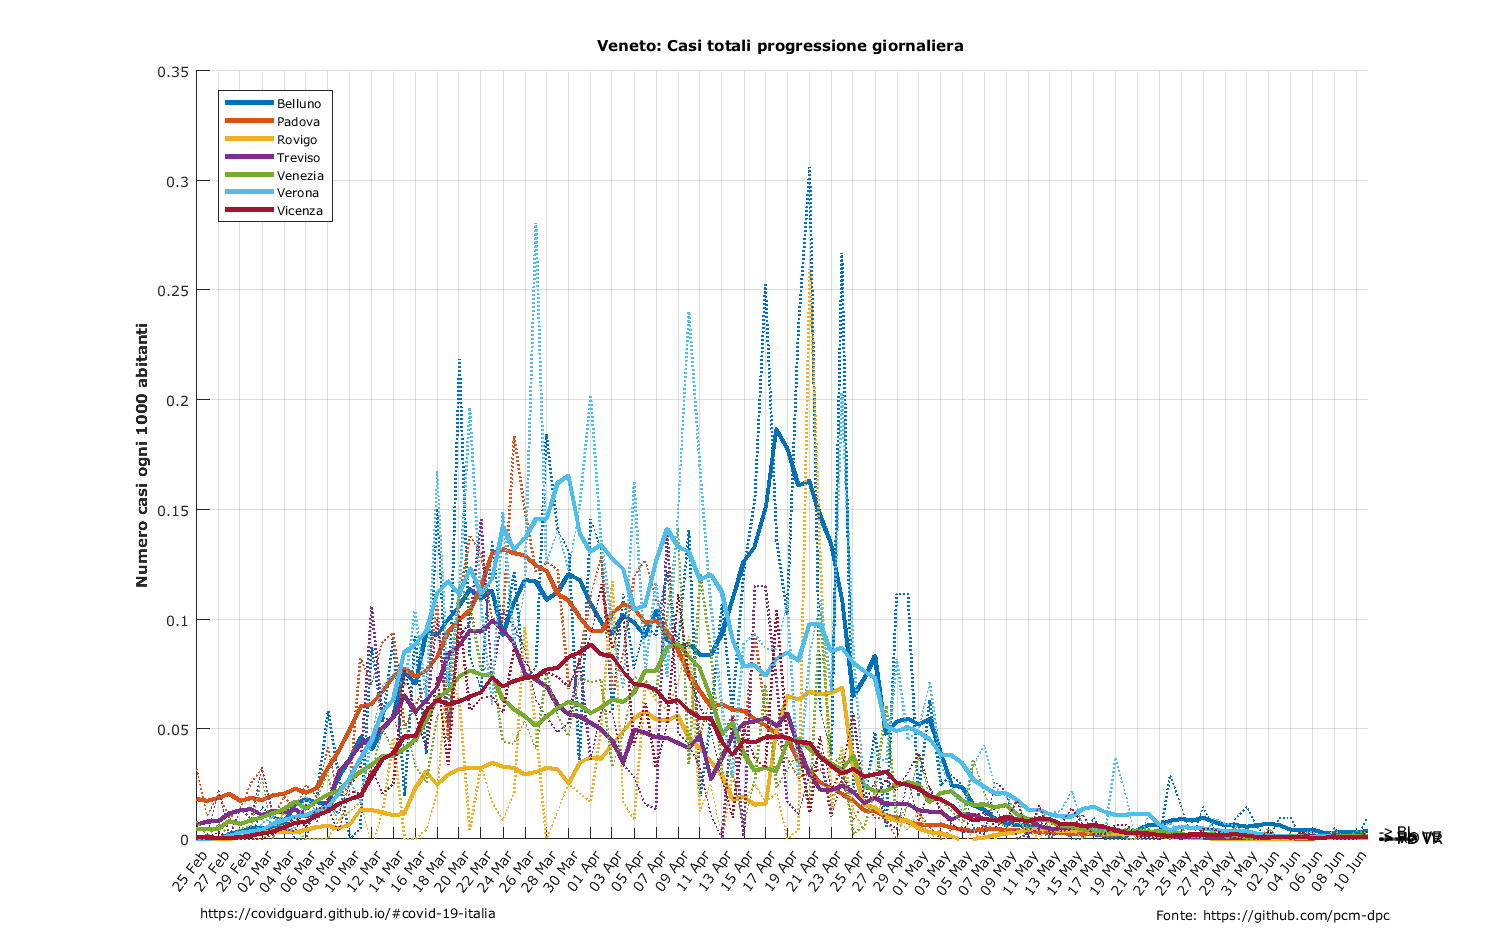 Veneto: Casi totali progressione giornaliera
Numero casi ogni 1000 abitanti
0.35
0.3
0.25
0.2
0.15
0.1
0.05
0
Belluno
Padova
Rovigo
Treviso
Venezia
Verona
Vicenza
25 Feb
27 Feb
29 Feb
02 Mar
04 Mar
06 Mar
08 Mar
10 Mar
12 Mar
14 Mar
16 Mar
18 Mar
20 Mar
22 Mar
24 Mar
26 Mar
28 Mar
30 Mar
01 Apr
03 Apr
05 Apr
07 Apr
09 Apr
11 Apr
13 Apr
15 Apr
17 Apr
19 Apr
21 Apr
23 Apr
25 Apr
27 Apr
29 Apr
01 May
03 May
05 May
07 May
09 May
11 May
13 May
15 May
17 May
19 May
21 May
23 May
25 May
27 May
29 May
31 May
02 Jun
04 Jun
06 Jun
08 Jun
10 Jun
https://covidguard.github.io/#covid-19-italia
Fonte: https://github.com/pcm-dpc